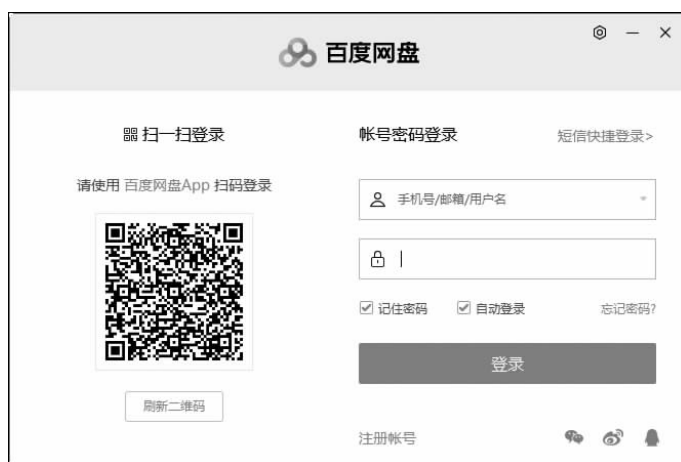 百度网盘
扫一扫登录
请使用 百度网盘App 扫码登录
刷新二维码
帐号密码登录
短信快捷登录>
手机号/邮箱/用户名
记住密码
自动登录
忘记密码?
登录
注册帐号